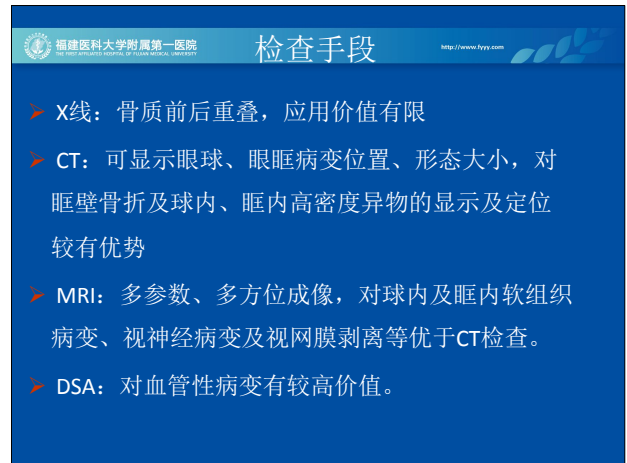 福建医科大学附属第一医院
THE FIRST AFFILIATED HOSPITAL OF FUJIAN MEDICAL UNIVERSITY
检查手段
http://www.fyyy.com
X线：骨质前后重叠，应用价值有限
CT：可显示眼球、眼眶病变位置、形态大小，对
眶壁骨折及球内、眶内高密度异物的显示及定位
较有优势
MRI：多参数、多方位成像，对球内及眶内软组织
病变、视神经病变及视网膜剥离等优于CT检查。
DSA：对血管性病变有较高价值。